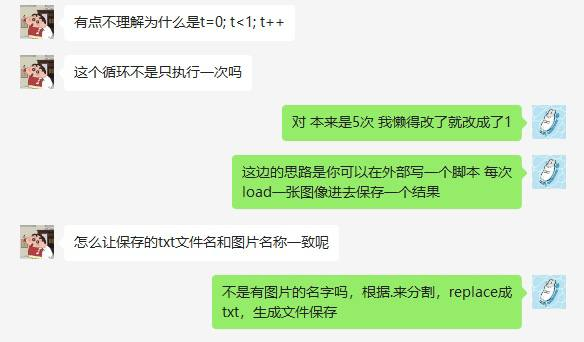 有点不理解为什么是t=0; t<1; t++
这个循环不是只执行一次吗
对 本来是5次 我懒得改了就改成了1
这边的思路是你可以在外部写一个脚本 每次
load一张图像进去保存一个结果
怎么让保存的txt文件名和图片名称一致呢
不是有图片的名字吗，根据.来分割，replace成
txt，生成文件保存